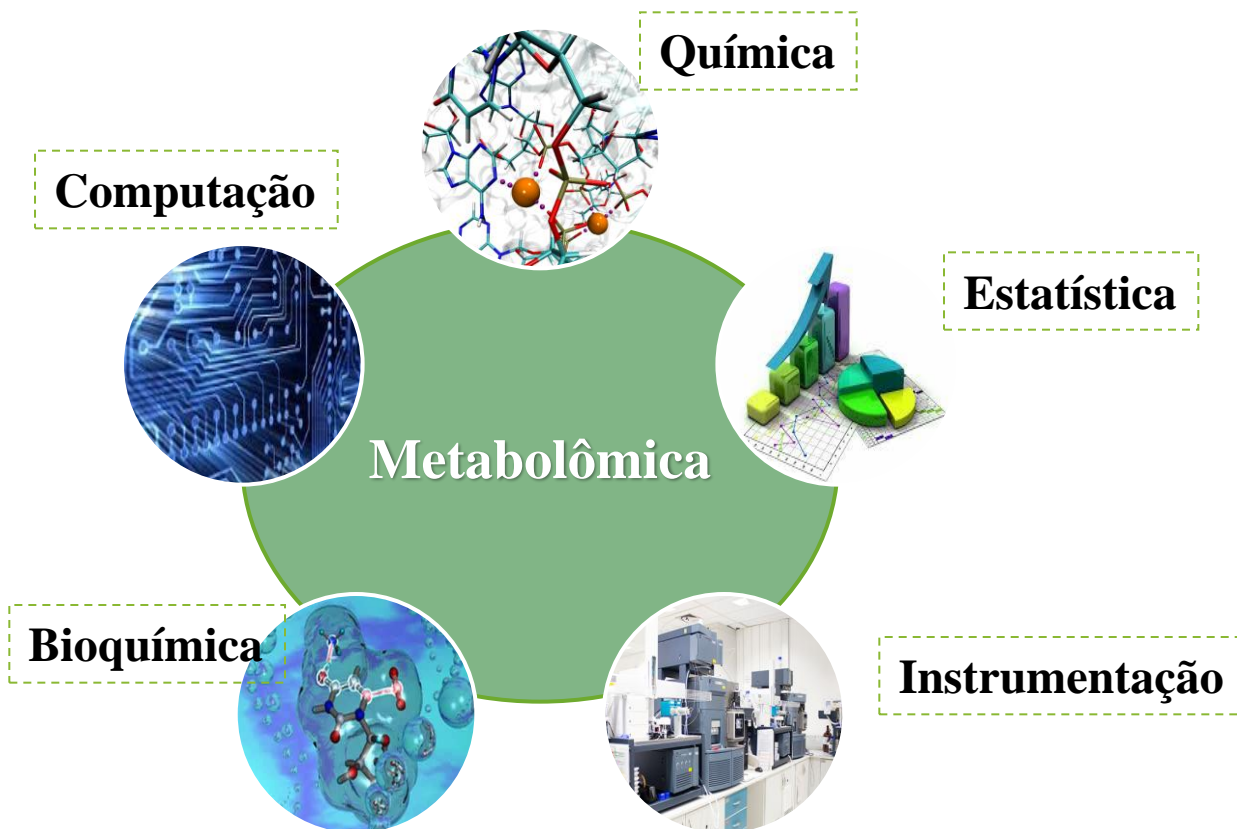 Química
Computação
Estatística
Metabolômica
Bioquímica
Instrumentação